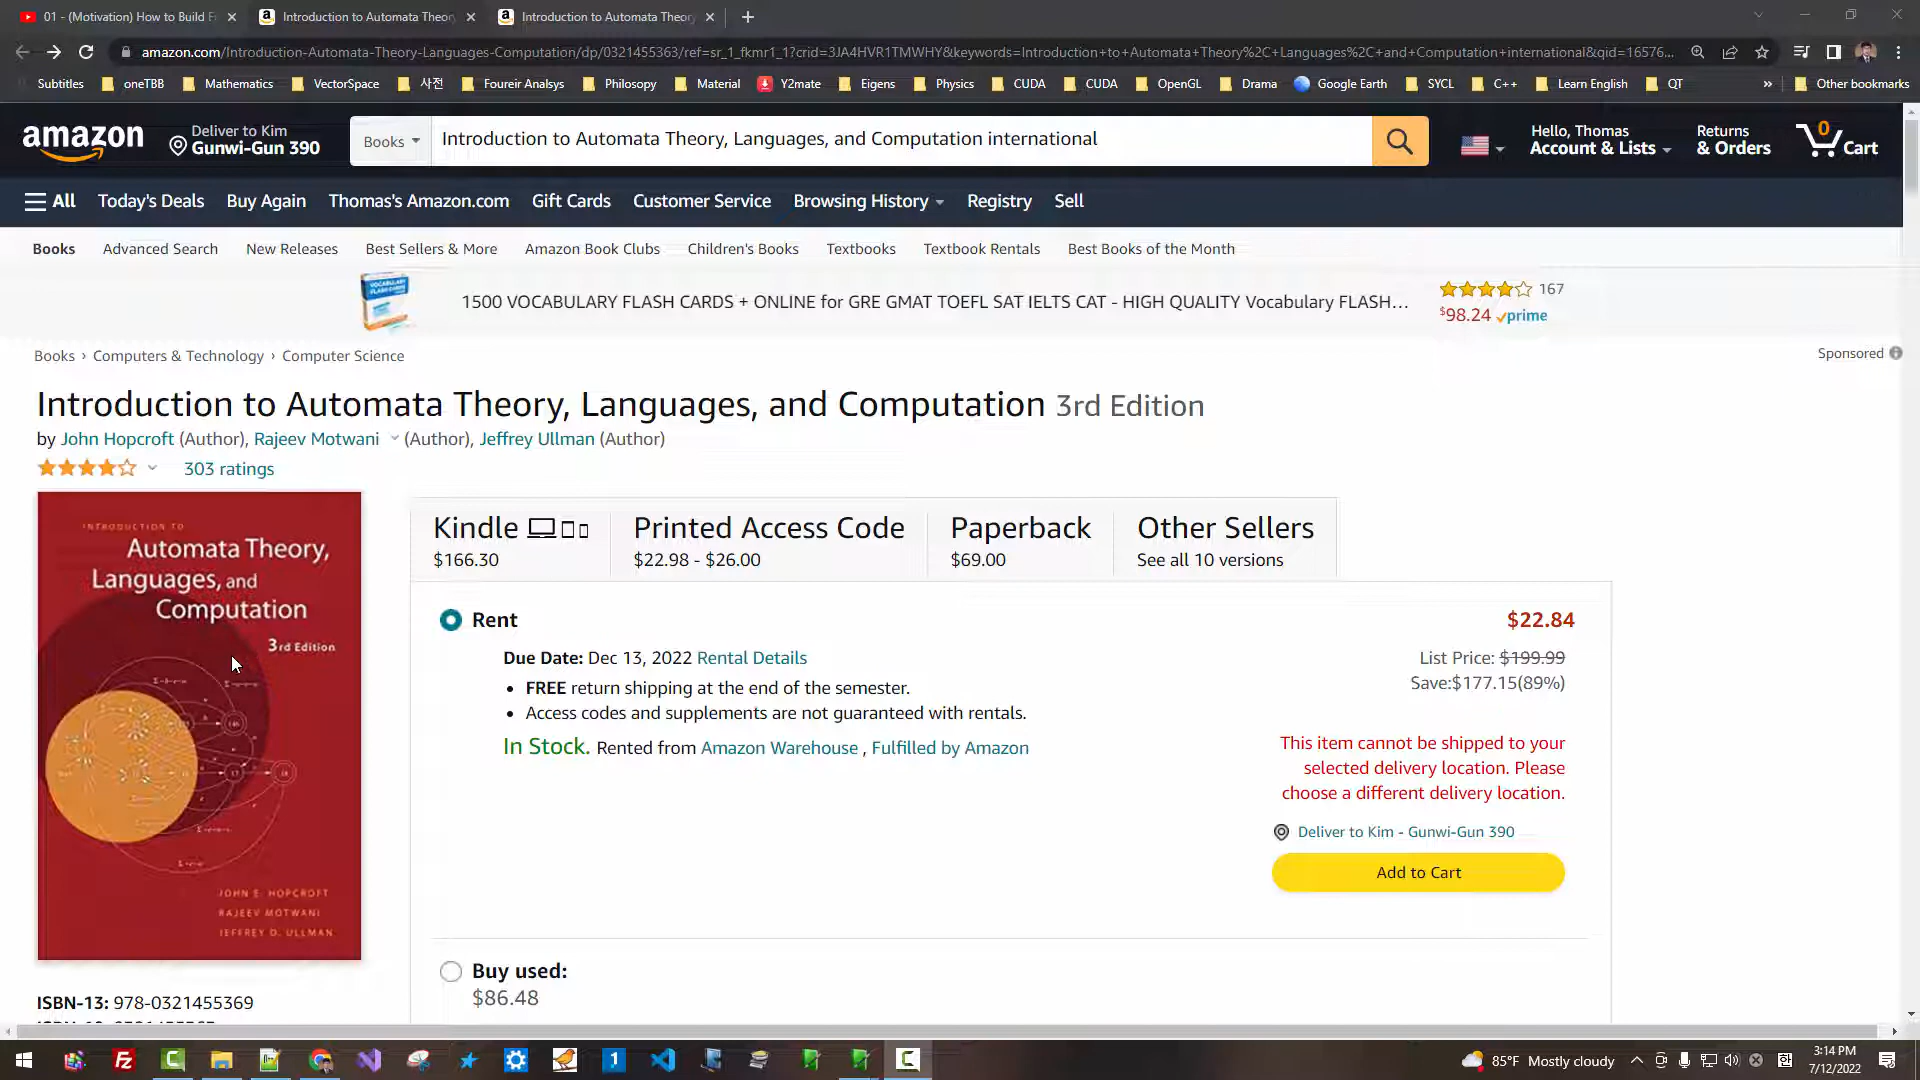 01 - (Motivation) How to Build F
Introduction to Automata Theory
Introduction to Automata Theory
amazon.com/Introduction-Automata-Theory-Languages-Computation/dp/0321455363/ref=sr_1_fkmr1_1?crid=3JA4HVR1TMWHY&keywords=Introduction+to+Automata+Theory%2C+Languages%2C+and+Computation+international&qid=16576...
Subtitles oneTBB Mathematics VectorSpace 사전 Foureir Analsys Philosopy Material Y2mate Eigens Physics CUDA CUDA OpenGL Drama Google Earth SYCL C++ Learn English QT » Other bookmarks
amazon
Deliver to Kim
Gunwi-Gun 390
Books
Introduction to Automata Theory, Languages, and Computation international
Hello, Thomas
Account & Lists
Returns
& Orders
0
Cart
All Today's Deals Buy Again Thomas's Amazon.com Gift Cards Customer Service Browsing History Registry Sell
Books Advanced Search New Releases Best Sellers & More Amazon Book Clubs Children's Books Textbooks Textbook Rentals Best Books of the Month
1500 VOCABULARY FLASH CARDS + ONLINE for GRE GMAT TOEFL SAT IELTS CAT - HIGH QUALITY Vocabulary FLASH...
167
$98.24 prime
Books › Computers & Technology › Computer Science
Sponsored
Introduction to Automata Theory, Languages, and Computation 3rd Edition
by John Hopcroft (Author), Rajeev Motwani (Author), Jeffrey Ullman (Author)
303 ratings
INTRODUCTION TO
Automata Theory,
Languages, and
Computation
3rd Edition
JOHN E. HOPCROFT
RAJEEV MOTWANI
JEFFREY D. ULLMAN
Kindle
$166.30
Printed Access Code
$22.98 - $26.00
Paperback
$69.00
Other Sellers
See all 10 versions
Rent
$22.84
Due Date: Dec 13, 2022 Rental Details
List Price: $199.99
Save:$177.15(89%)
• FREE return shipping at the end of the semester.
• Access codes and supplements are not guaranteed with rentals.
In Stock. Rented from Amazon Warehouse , Fulfilled by Amazon
This item cannot be shipped to your
selected delivery location. Please
choose a different delivery location.
Deliver to Kim - Gunwi-Gun 390
Add to Cart
Buy used:
$86.48
ISBN-13: 978-0321455369
85°F Mostly cloudy
한
3:14 PM
7/12/2022